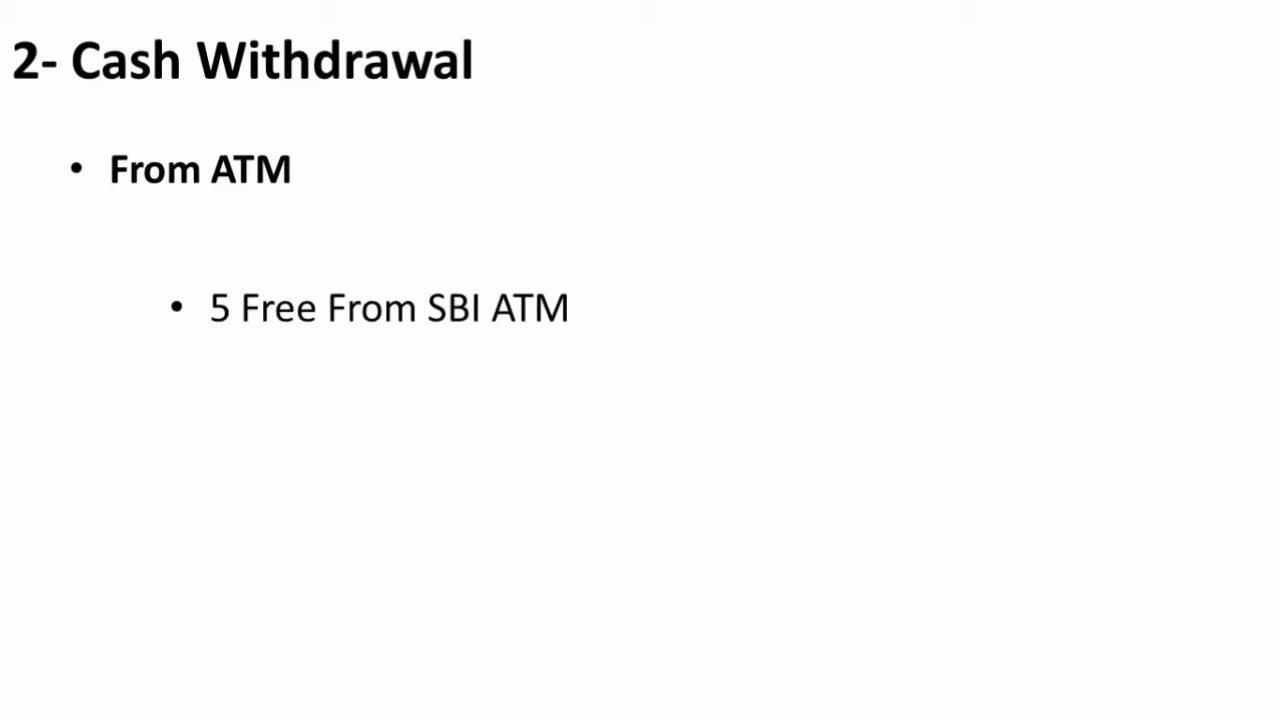 2- Cash Withdrawal
• From ATM
• 5 Free From SBI ATM